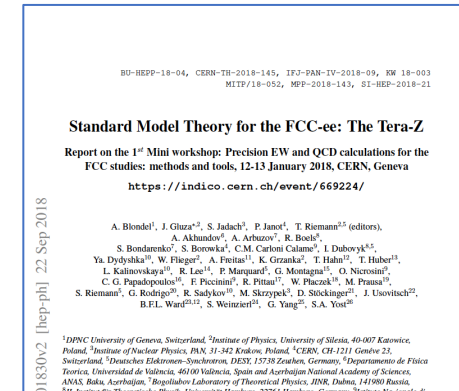 BU-HEPP-18-04, CERN-TH-2018-145, IFJ-PAN-IV-2018-09, KW 18-003
MITP/18-052, MPP-2018-143, SI-HEP-2018-21
Standard Model Theory for the FCC-ee: The Tera-Z
Report on the 1st Mini workshop: Precision EW and QCD calculations for the
FCC studies: methods and tools, 12-13 January 2018, CERN, Geneva
https://indico.cern.ch/event/669224/
A. Blondel1, J. Gluza*,2, S. Jadach3, P. Janot4, T. Riemann2,5 (editors),
A. Akhundov6, A. Arbuzov7, R. Boels8,
S. Bondarenko7, S. Borowka4, C.M. Carloni Calame9, I. Dubovyk8,5,
Ya. Dydyshka10, W. Flieger2, A. Freitas11, K. Grzanka2, T. Hahn12, T. Huber13,
L. Kalinovskaya10, R. Lee14, P. Marquard5, G. Montagna15, O. Nicrosini9,
C. G. Papadopoulos16, F. Piccinini9, R. Pittau17, W. Płaczek18, M. Prausa19,
S. Riemann5, G. Rodrigo20, R. Sadykov10, M. Skrzypek3, D. Stöckinger21, J. Usovitsch22,
B.F.L. Ward23,12, S. Weinzierl24, G. Yang25, S.A. Yost26
1DPNC University of Geneva, Switzerland, 2Institute of Physics, University of Silesia, 40-007 Katowice,
Poland, 3Institute of Nuclear Physics, PAN, 31-342 Krakow, Poland, 4CERN, CH-1211 Genève 23,
Switzerland, 5Deutsches Elektronen–Synchrotron, DESY, 15738 Zeuthen, Germany, 6Departamento de Física
Teorica, Universidad de València, 46100 València, Spain and Azerbaijan National Academy of Sciences,
ANAS, Baku, Azerbaijan, 7Bogoliubov Laboratory of Theoretical Physics, JINR, Dubna, 141980 Russia,
01830v2 [hep-ph] 22 Sep 2018